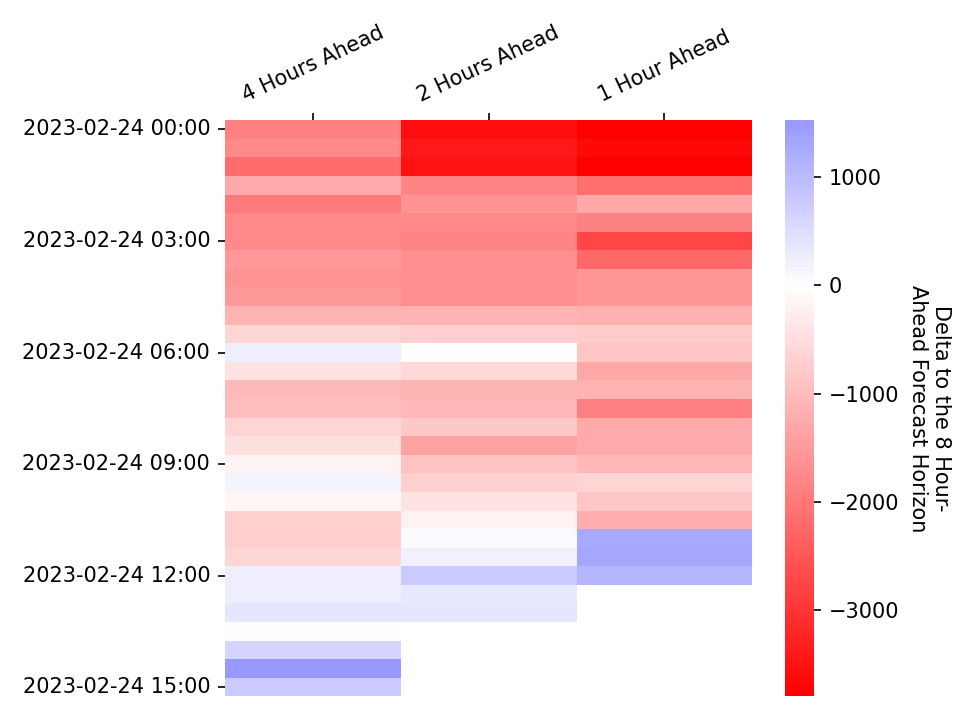 4 Hours Ahead
2 Hours Ahead
1 Hour Ahead
2023-02-24 00:00
2023-02-24 03:00
2023-02-24 06:00
2023-02-24 09:00
2023-02-24 12:00
2023-02-24 15:00
1000
0
−1000
−2000
−3000
Delta to the 8 Hour-
Ahead Forecast Horizon